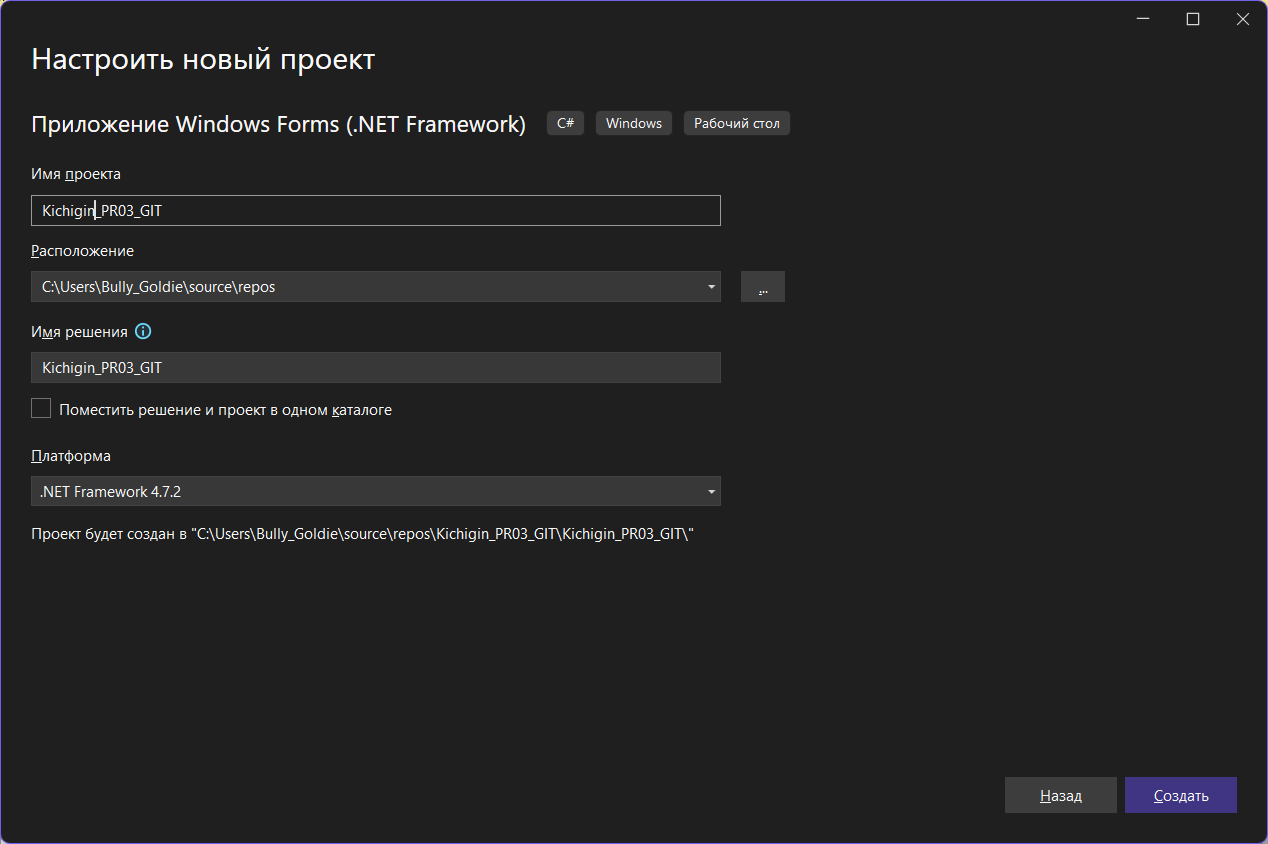 Настроить новый проект
Приложение Windows Forms (.NET Framework) C# Windows Рабочий стол
Имя проекта
Kichigin_PR03_GIT
Расположение
C:\Users\Bully_Goldie\source\repos
...
Имя решения
Kichigin_PR03_GIT
Поместить решение и проект в одном каталоге
Платформа
.NET Framework 4.7.2
Проект будет создан в "C:\Users\Bully_Goldie\source\repos\Kichigin_PR03_GIT\Kichigin_PR03_GIT\"
Назад Создать